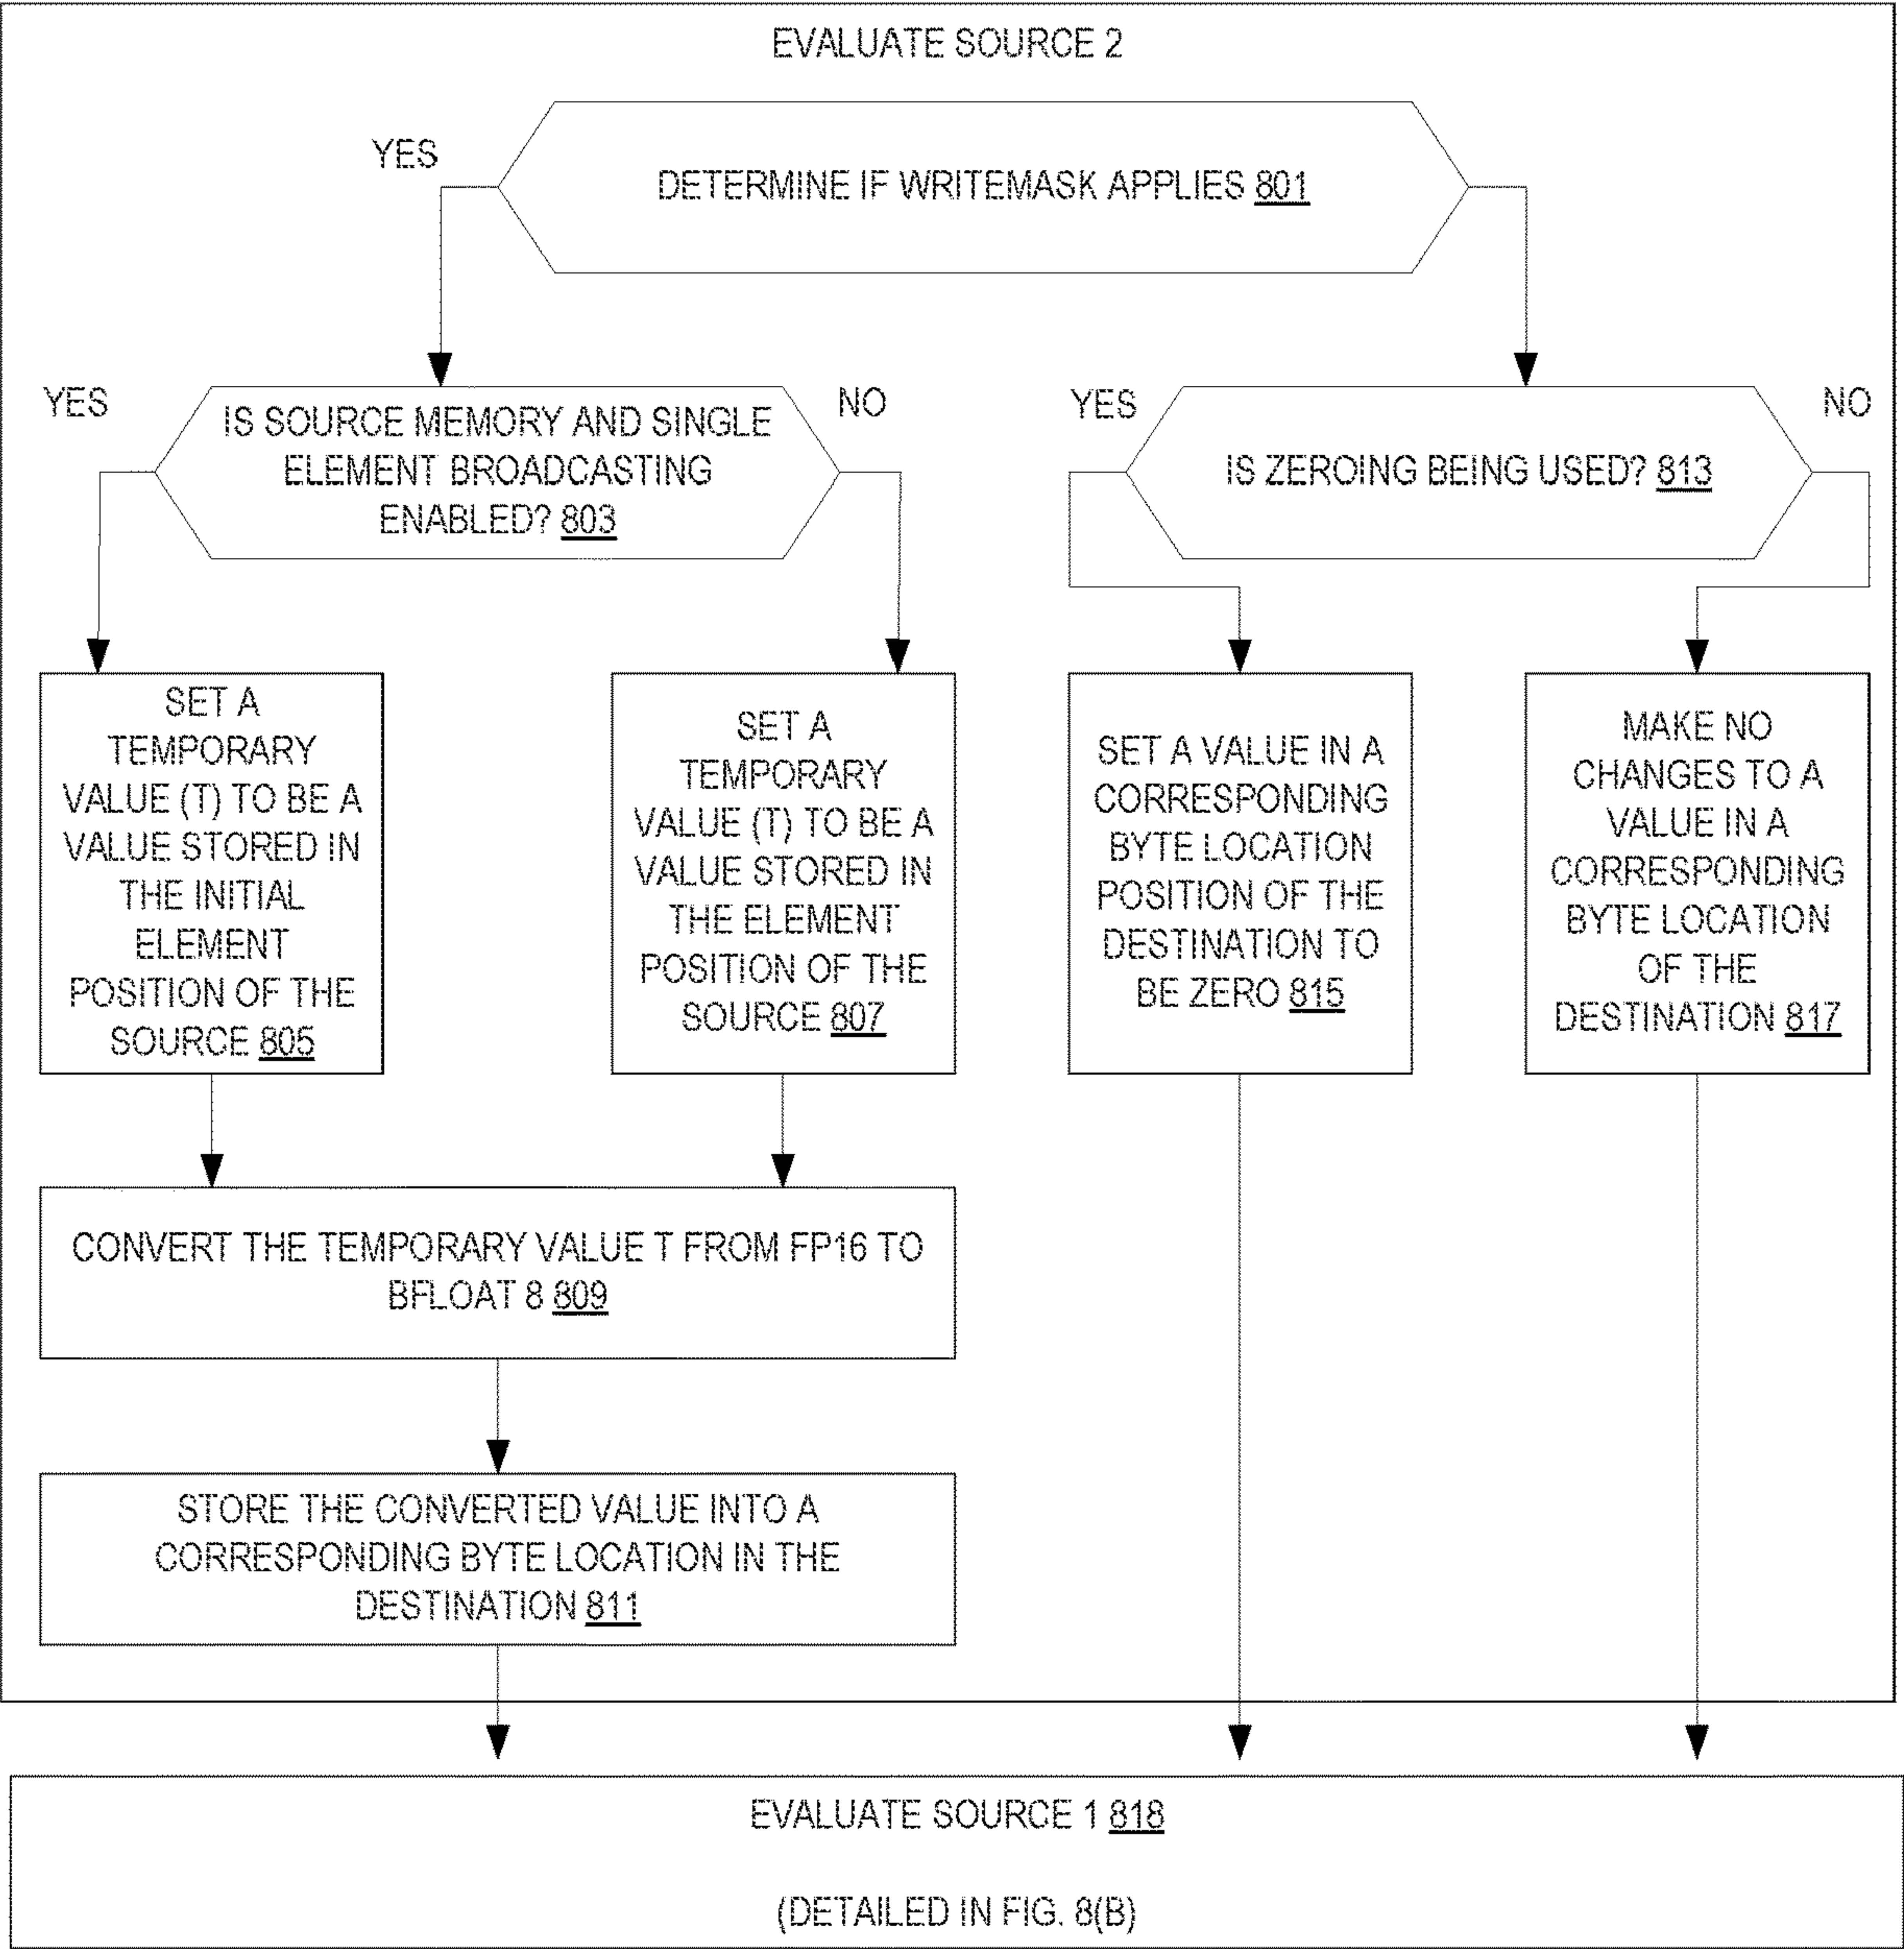 EVALUATE SOURCE 2
YES
DETERMINE IF WRITEMASK APPLIES 801
YES
IS SOURCE MEMORY AND SINGLE
ELEMENT BROADCASTING
ENABLED? 803
NO
YES
IS ZEROING BEING USED? 813
NO
SET A
TEMPORARY
VALUE (T) TO BE A
VALUE STORED IN
THE INITIAL
ELEMENT
POSITION OF THE
SOURCE 805
SET A
TEMPORARY
VALUE (T) TO BE A
VALUE STORED IN
THE ELEMENT
POSITION OF THE
SOURCE 807
SET A VALUE IN A
CORRESPONDING
BYTE LOCATION
POSITION OF THE
DESTINATION TO
BE ZERO 815
MAKE NO
CHANGES TO A
VALUE IN A
CORRESPONDING
BYTE LOCATION
OF THE
DESTINATION 817
CONVERT THE TEMPORARY VALUE T FROM FP16 TO
BFLOAT 8 809
STORE THE CONVERTED VALUE INTO A
CORRESPONDING BYTE LOCATION IN THE
DESTINATION 811
EVALUATE SOURCE 1 818
(DETAILED IN FIG. 8(B)